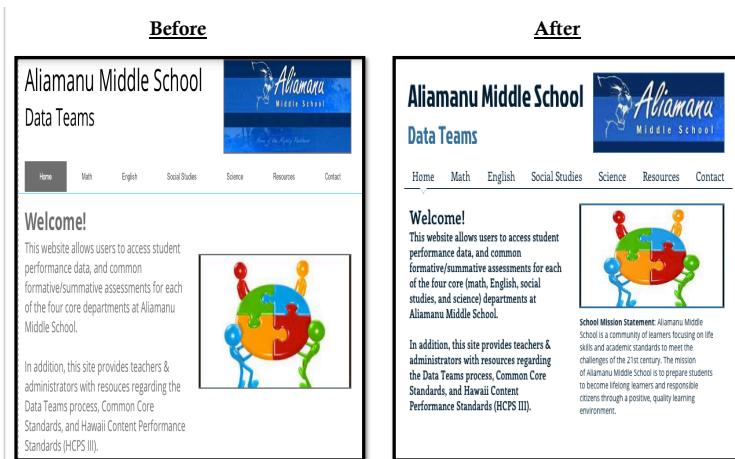 Before
Aliamanu Middle School
Data Teams
Aliamanu
Middle School
Home of the Mighty Panthers
Home Math English Social Studies Science Resources Contact
Welcome!
This website allows users to access student
performance data, and common
formative/summative assessments for each
of the four core departments at Aliamanu
Middle School.
In addition, this site provides teachers &
administrators with resouces regarding the
Data Teams process, Common Core
Standards, and Hawaii Content Performance
Standards (HCPS III).
After
Aliamanu Middle School
Data Teams
Aliamanu
Middle School
Home Math English Social Studies Science Resources Contact
Welcome!
This website allows users to access student
performance data, and common
formative/summative assessments for each
of the four core (math, English, social
studies, and science) departments at
Aliamanu Middle School.
In addition, this site provides teachers &
administrators with resources regarding
the Data Teams process, Common Core
Standards, and Hawaii Content
Performance Standards (HCPS III).
School Mission Statement: Aliamanu Middle
School is a community of learners focusing on life
skills and academic standards to meet the
challenges of the 21st century. The mission
of Aliamanu Middle School is to prepare students
to become lifelong learners and responsible
citizens through a positive, quality learning
environment.